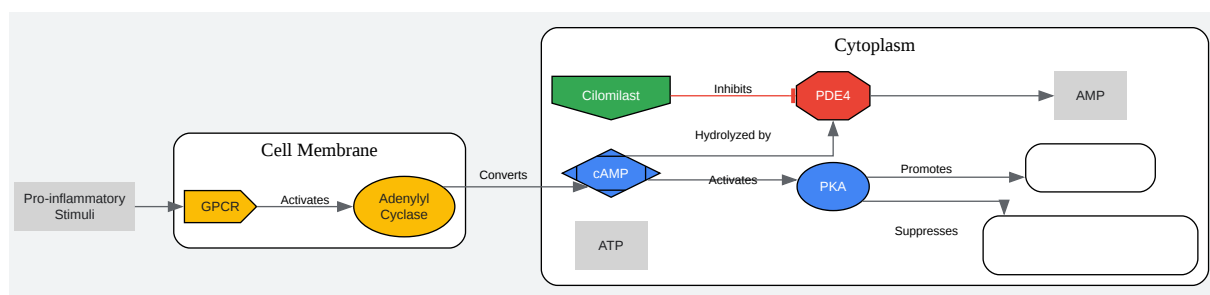 Cytoplasm
Cilomilast
Inhibits
PDE4
AMP
Hydrolyzed by
Cell Membrane
Converts
cAMP
Activates
PKA
Promotes
Pro-inflammatory
Stimuli
GPCR
Activates
Adenylyl
Cyclase
ATP
Suppresses